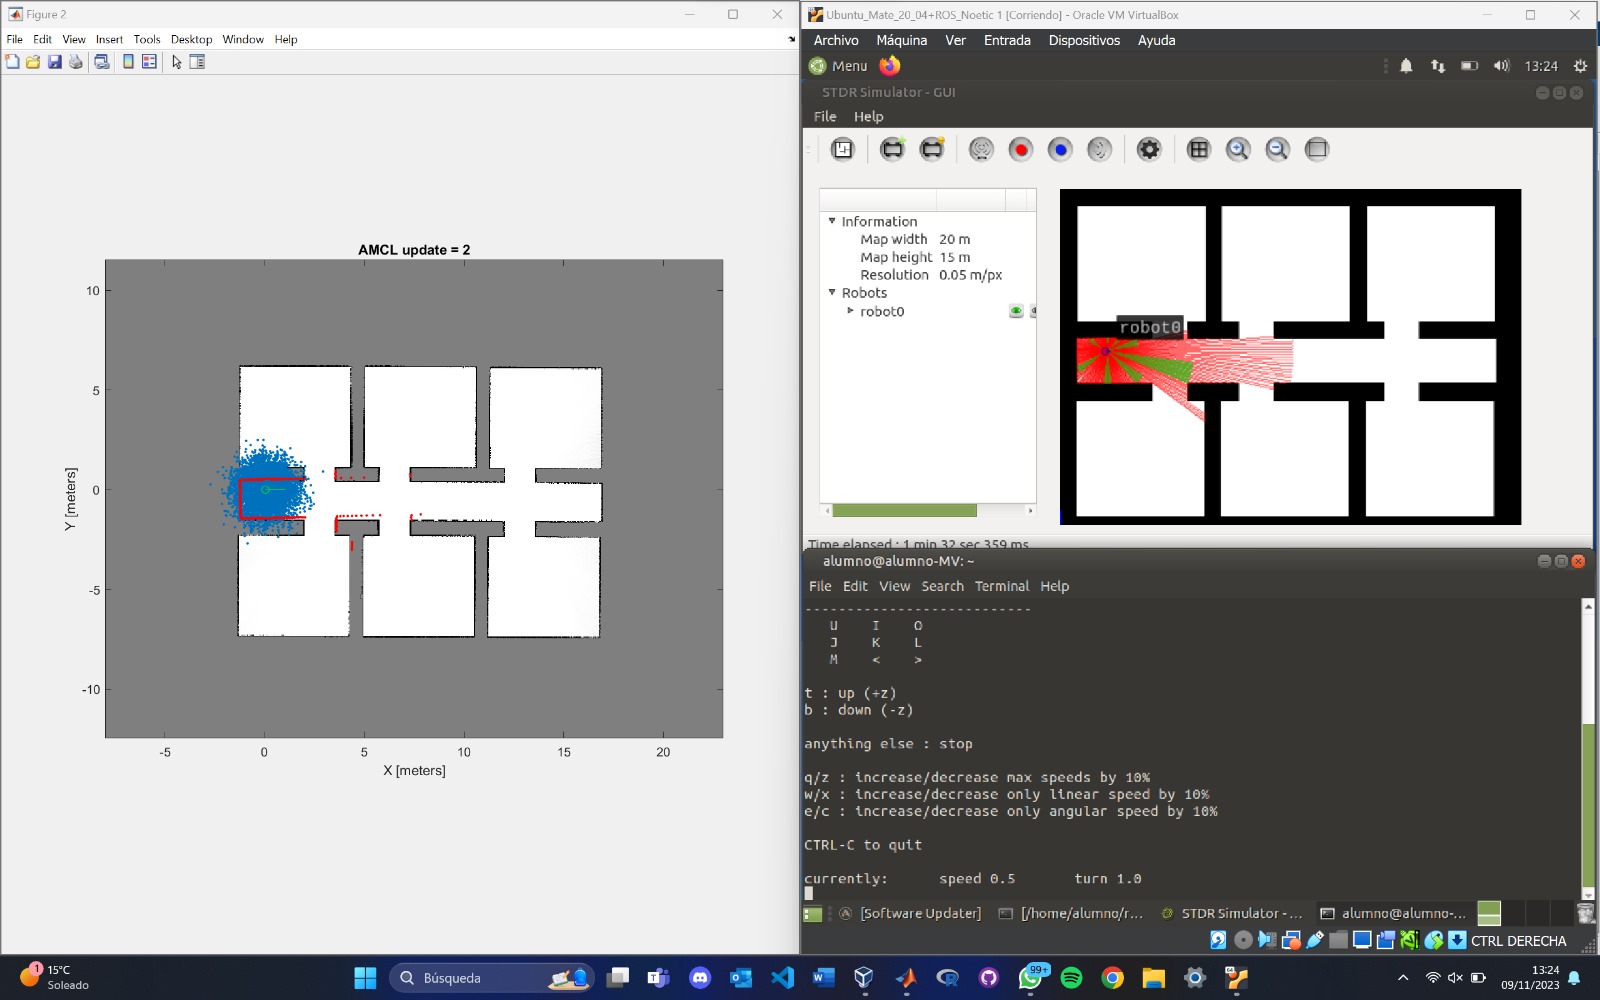 Figure 2
File Edit View Insert Tools Desktop Window Help
AMCL update = 2
10
5
0
-5
-10
-5 0 5 10 15 20
X [meters]
Y [meters]
Ubuntu_Mate_20_04+ROS_Noetic 1 [Corriendo] - Oracle VM VirtualBox
Archivo Máquina Ver Entrada Dispositivos Ayuda
Menu 13:24
STDR Simulator - GUI
File Help
Information
Map width 20 m
Map height 15 m
Resolution 0.05 m/px
Robots
robot0
robot0
Time elapsed : 1 min 32 sec 359 ms
alumno@alumno-MV: ~
File Edit View Search Terminal Help
---------------------------
U I O
J K L
M < >
t : up (+z)
b : down (-z)
anything else : stop
q/z : increase/decrease max speeds by 10%
w/x : increase/decrease only linear speed by 10%
e/c : increase/decrease only angular speed by 10%
CTRL-C to quit
currently: speed 0.5 turn 1.0
[Software Updater] [/home/alumno/r... STDR Simulator -... alumno@alumno-...
CTRL DERECHA
1
15°C
Soleado
Búsqueda
99+
13:24
09/11/2023